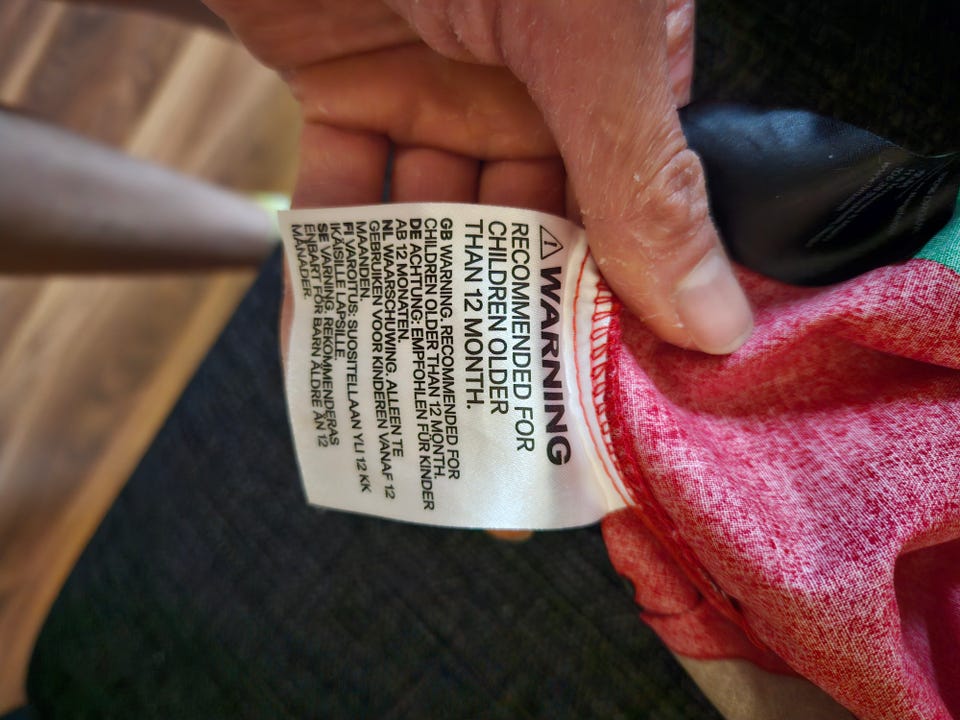 ⚠ WARNING
RECOMMENDED FOR
CHILDREN OLDER
THAN 12 MONTH.
GB WARNING. RECOMMENDED FOR
CHILDREN OLDER THAN 12 MONTH.
DE ACHTUNG: EMPFOHLEN FÜR KINDER
AB 12 MONATEN.
NL WAARSCHUWING. ALLEEN TE
GEBRUIKEN VOOR KINDEREN VANAF 12
MAANDEN.
FI VAROITUS: SUOSITELLAAN YLI 12 KK
IKÄISILLE LAPSILLE.
SE VARNING. REKOMMENDERAS
ENBART FÖR BARN ÄLDRE ÄN 12
MÅNADER.